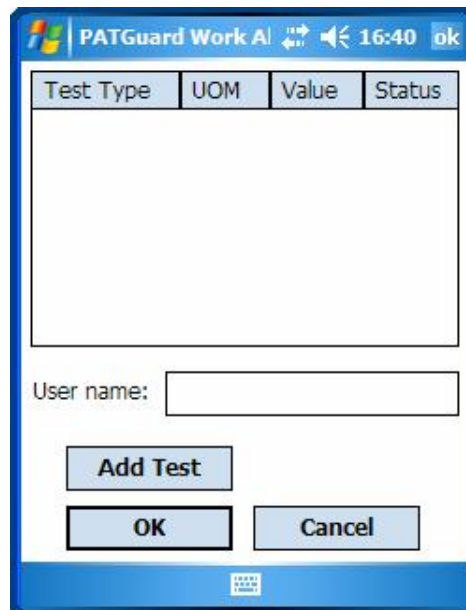 PATGuard Work Al 16:40 ok
Test Type UOM Value Status
User name:
Add Test
OK Cancel